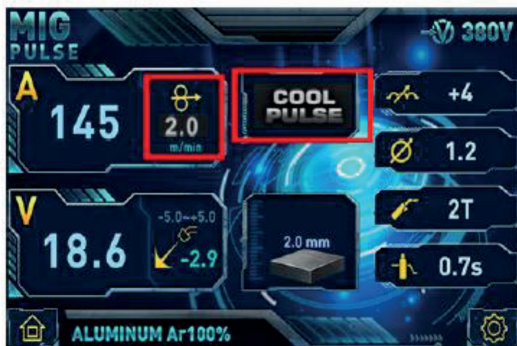 MIG
PULSE
380V
A
145
2.0
m/min
COOL
PULSE
+4
1.2
2T
0.7s
V
18.6
-5.0~+5.0
-2.9
2.0 mm
ALUMINUM Ar100%